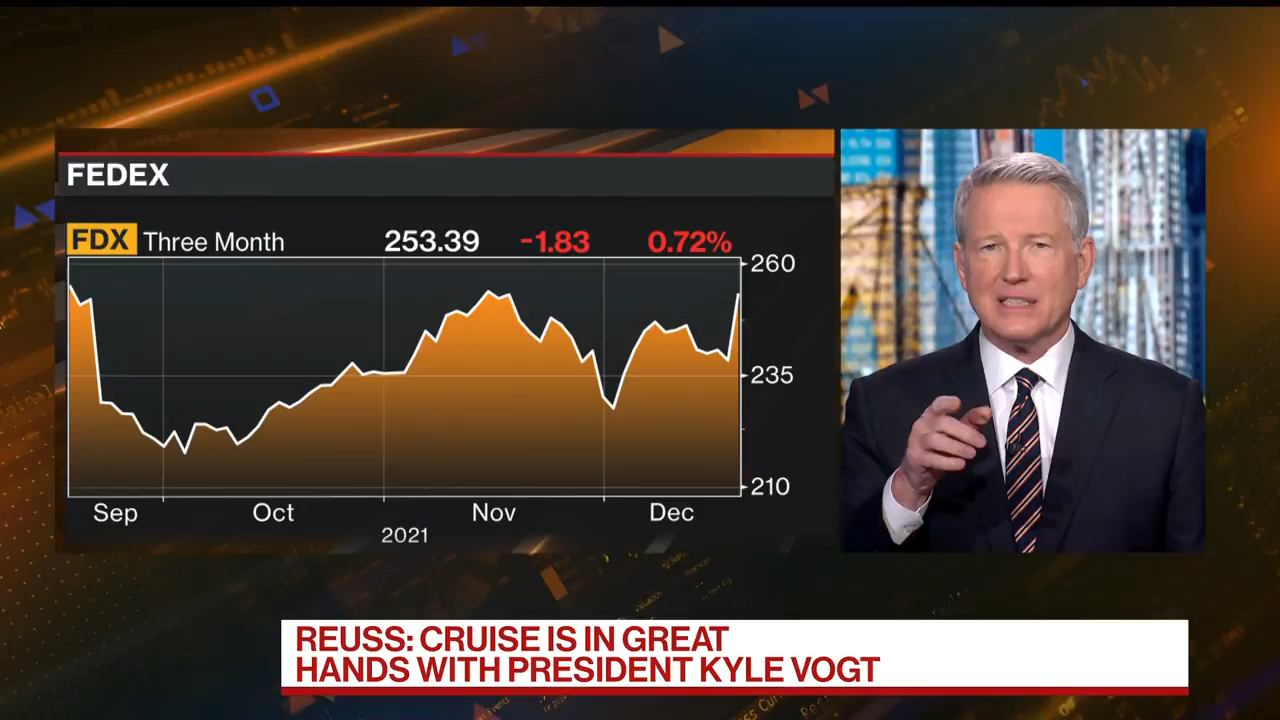 FEDEX
FDX Three Month 253.39 -1.83 0.72%
260
235
210
Sep Oct Nov Dec
2021
REUSS: CRUISE IS IN GREAT
HANDS WITH PRESIDENT KYLE VOGT